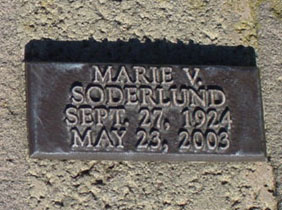 MARIE V.
SODERLUND
SEPT. 27, 1924
MAY 23, 2003